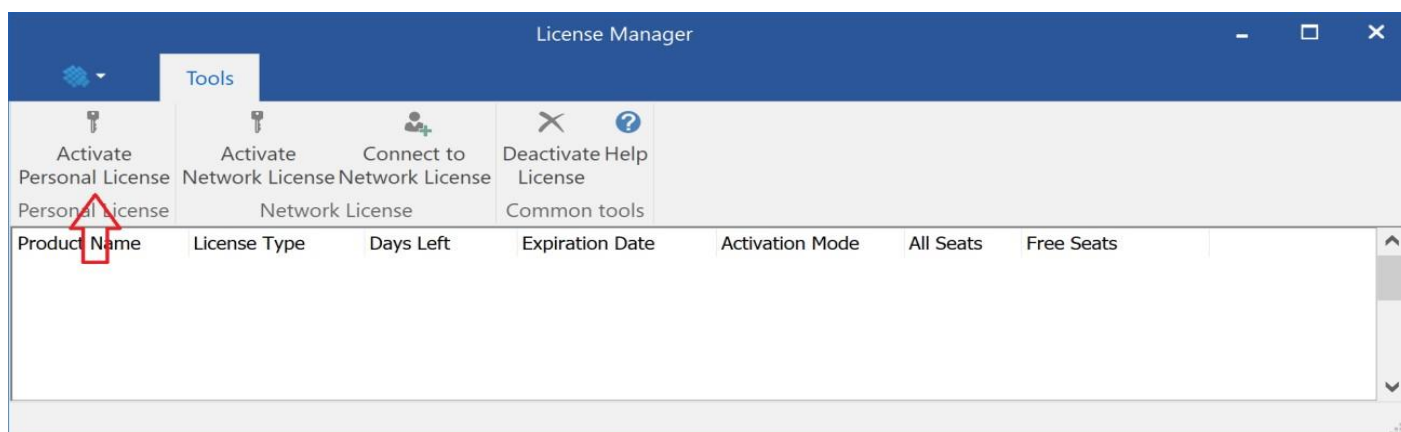 License Manager
Tools
Activate Personal License
Activate Network License
Connect to Network License
Deactivate License
Help
Personal License
Network License
Common tools
Product Name License Type Days Left Expiration Date Activation Mode All Seats Free Seats